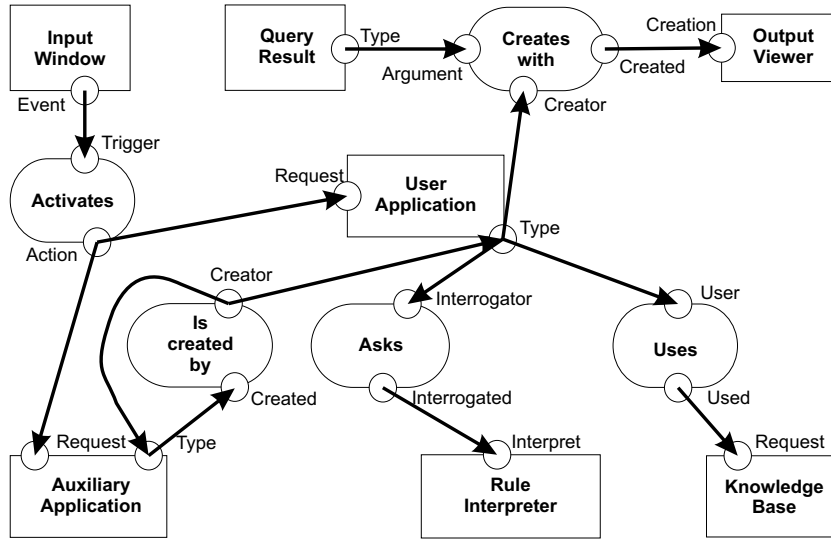 Input
Window
Event
Trigger
Activates
Action
Query
Result
Type
Argument
Creates
with
Creation
Created
Creator
Output
Viewer
Request
User
Application
Type
Creator
Is
created
by
Created
Interrogator
Asks
Interrogated
User
Uses
Used
Request
Type
Auxiliary
Application
Interpret
Rule
Interpreter
Request
Knowledge
Base